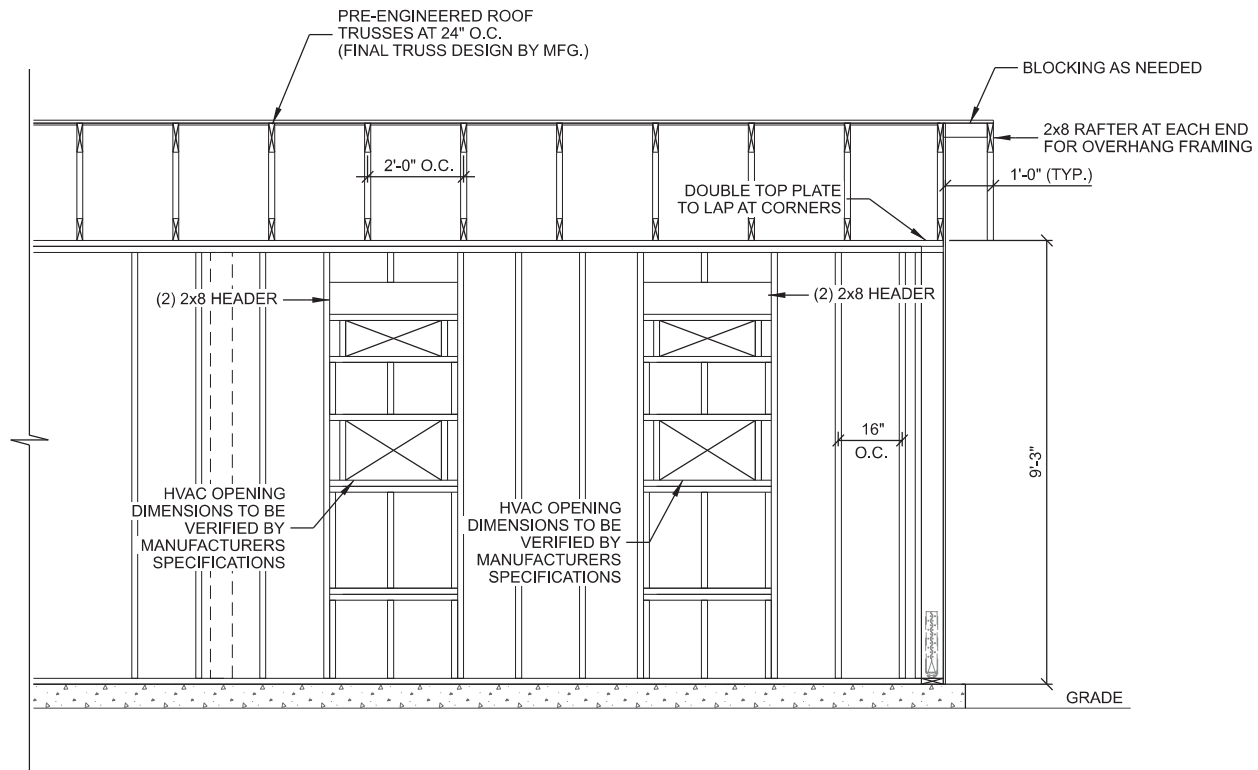 PRE-ENGINEERED ROOF
TRUSSES AT 24" O.C.
(FINAL TRUSS DESIGN BY MFG.)
BLOCKING AS NEEDED
2x8 RAFTER AT EACH END
FOR OVERHANG FRAMING
2'-0" O.C.
1'-0" (TYP.)
DOUBLE TOP PLATE
TO LAP AT CORNERS
(2) 2x8 HEADER
(2) 2x8 HEADER
16"
O.C.
9'-3"
HVAC OPENING
DIMENSIONS TO BE
VERIFIED BY
MANUFACTURERS
SPECIFICATIONS
HVAC OPENING
DIMENSIONS TO BE
VERIFIED BY
MANUFACTURERS
SPECIFICATIONS
GRADE